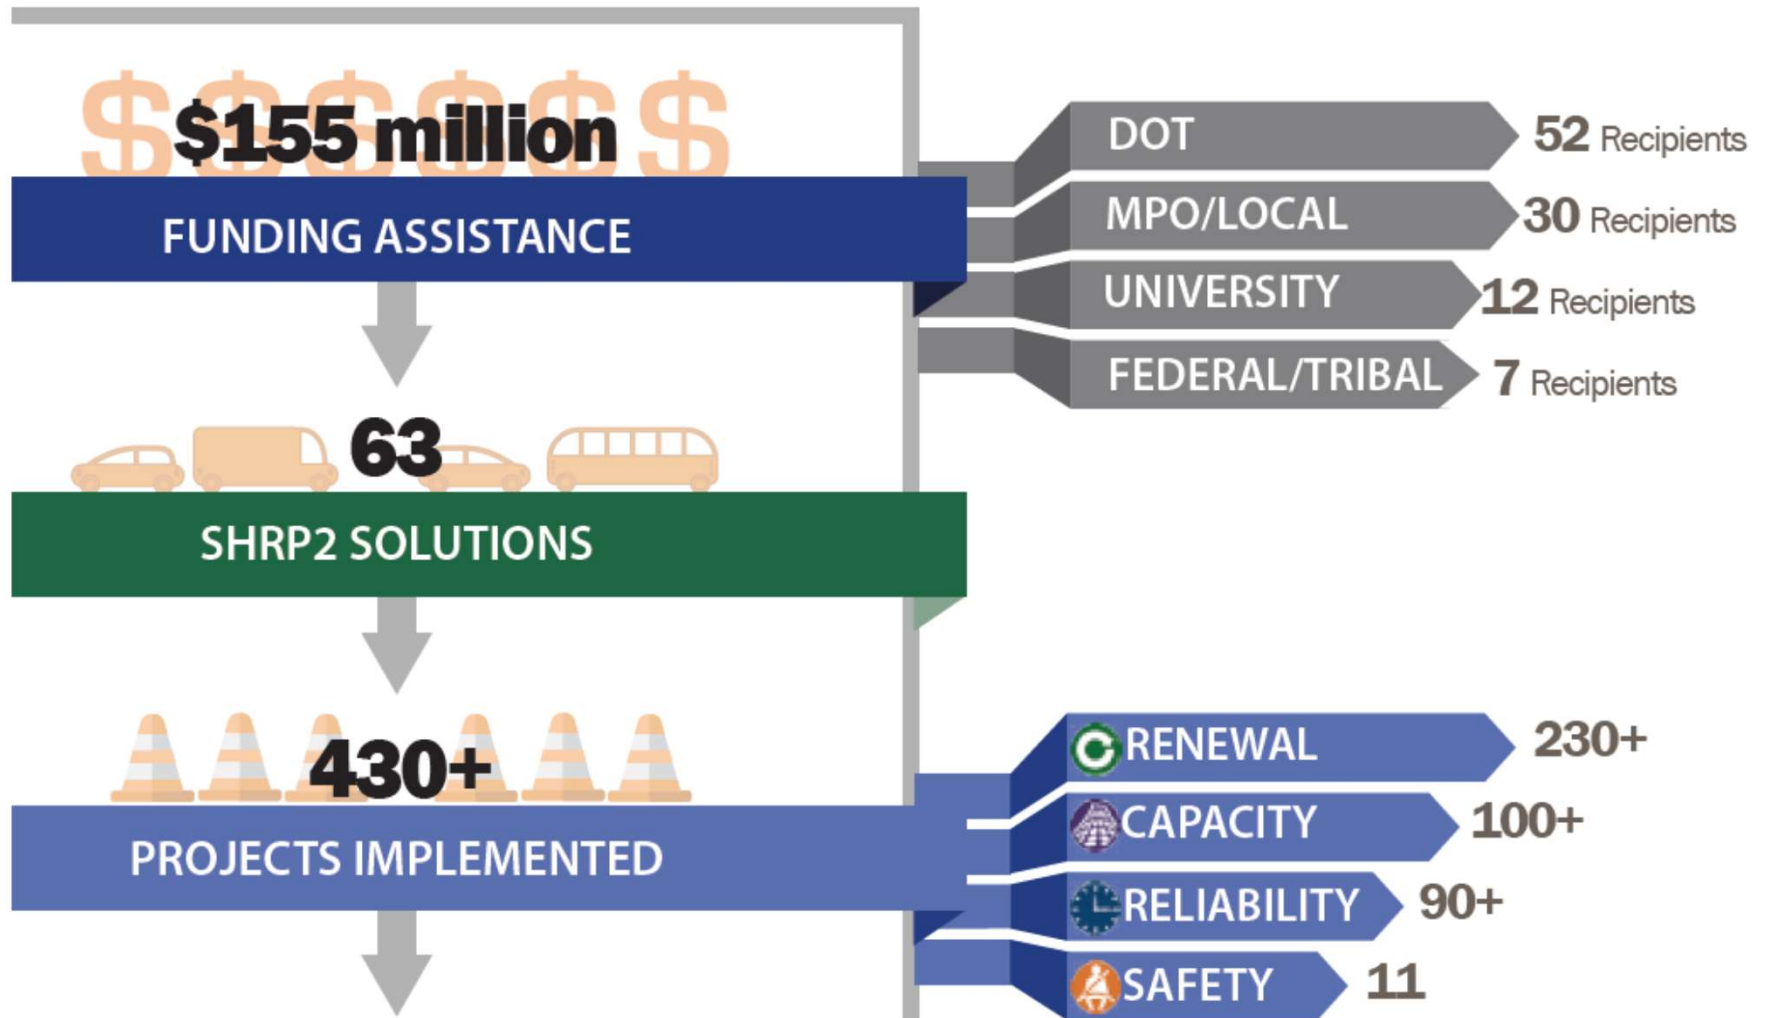 $155 million
FUNDING ASSISTANCE
DOT 52 Recipients
MPO/LOCAL 30 Recipients
UNIVERSITY 12 Recipients
FEDERAL/TRIBAL 7 Recipients
63
SHRP2 SOLUTIONS
430+
PROJECTS IMPLEMENTED
RENEWAL 230+
CAPACITY 100+
RELIABILITY 90+
SAFETY 11